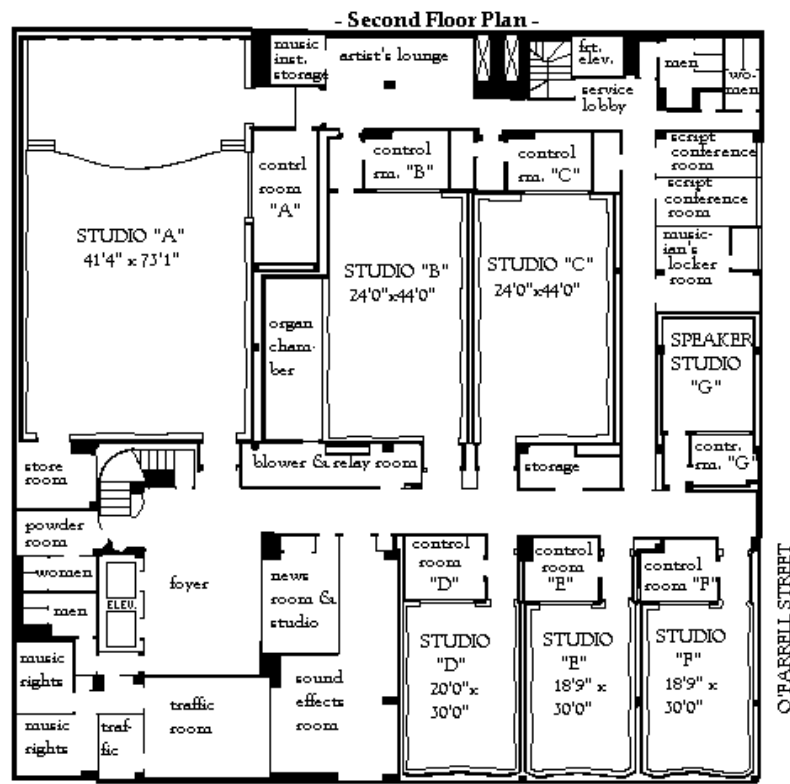 - Second Floor Plan -
music
inst.
storage
artist's lounge
frt.
elev.
service
lobby
men
wo-
men
contrl
room
"A"
control
rm. "B"
control
rm. "C"
script
conference
room
script
conference
room
music-
ian's
locker
room
STUDIO "A"
41'4" x 73'1"
STUDIO "B"
24'0"x44'0"
STUDIO "C"
24'0"x44'0"
organ
cham-
ber
SPEAKER
STUDIO
"G"
contr.
rm. "G"
store
room
blower & relay room
storage
powder
room
women
men
ELEV.
foyer
news
room &
studio
control
room
"D"
control
room
"E"
control
room "F"
STUDIO
"D"
20'0"x
30'0"
STUDIO
"E"
18'9" x
30'0"
STUDIO
"F"
18'9" x
30'0"
O'FARRELL STREET
music
rights
music
rights
traf-
fic
traffic
room
sound
effects
room